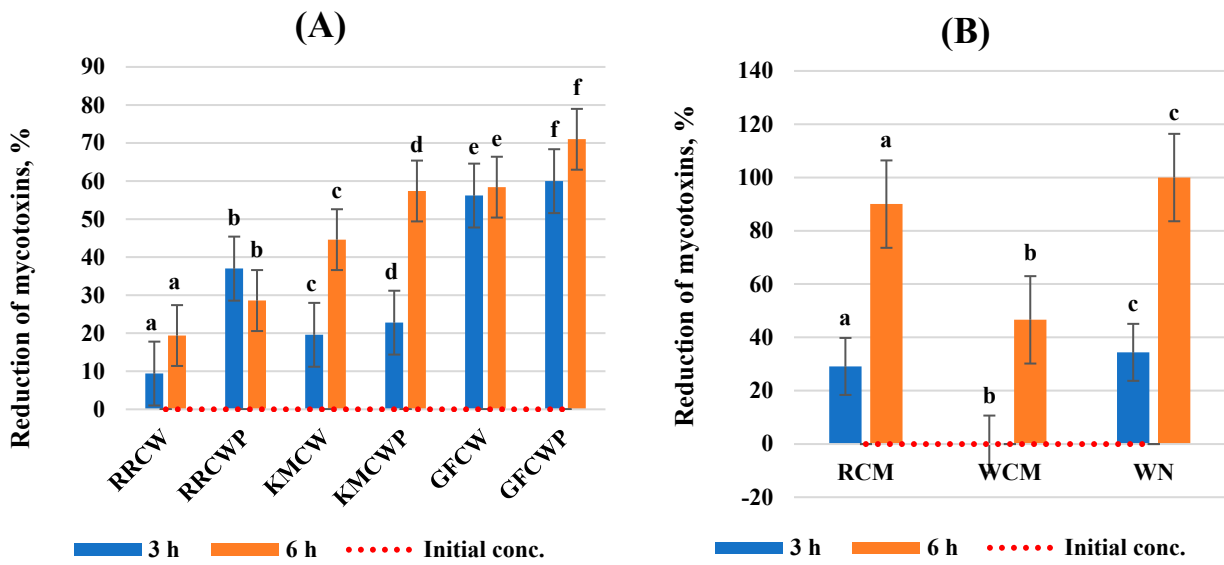 (A)
Reduction of mycotoxins, %
90
80
70
60
50
40
30
20
10
0
a
a
b
b
c
c
d
d
e
e
f
f
RRCW
RRCWP
KMCW
KMCWP
GFCW
GFCWP
3 h
6 h
Initial conc.
(B)
Reduction of mycotoxins, %
140
120
100
80
60
40
20
0
-20
a
a
b
b
c
c
RCM
WCM
WN
3 h
6 h
Initial conc.